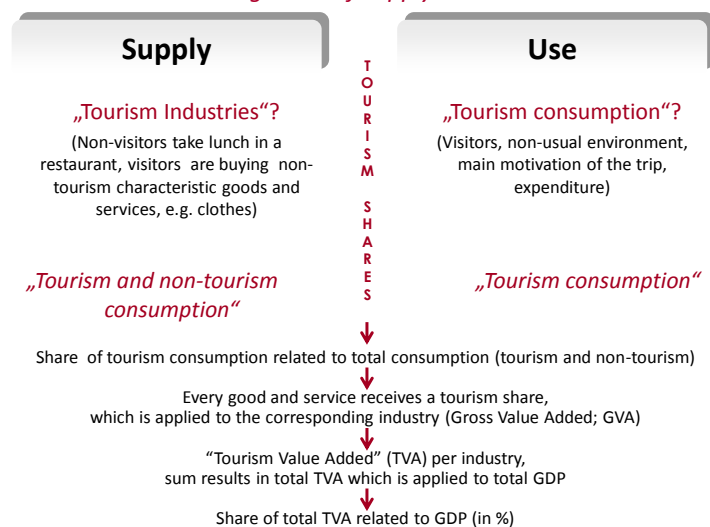 Supply
Use
TOURISM SHARES
„Tourism Industries“?
(Non-visitors take lunch in a
restaurant, visitors are buying non-
tourism characteristic goods and
services, e.g. clothes)
„Tourism consumption“?
(Visitors, non-usual environment,
main motivation of the trip,
expenditure)
„Tourism and non-tourism
consumption“
„Tourism consumption“
Share of tourism consumption related to total consumption (tourism and non-tourism)
Every good and service receives a tourism share,
which is applied to the corresponding industry (Gross Value Added; GVA)
“Tourism Value Added” (TVA) per industry,
sum results in total TVA which is applied to total GDP
Share of total TVA related to GDP (in %)